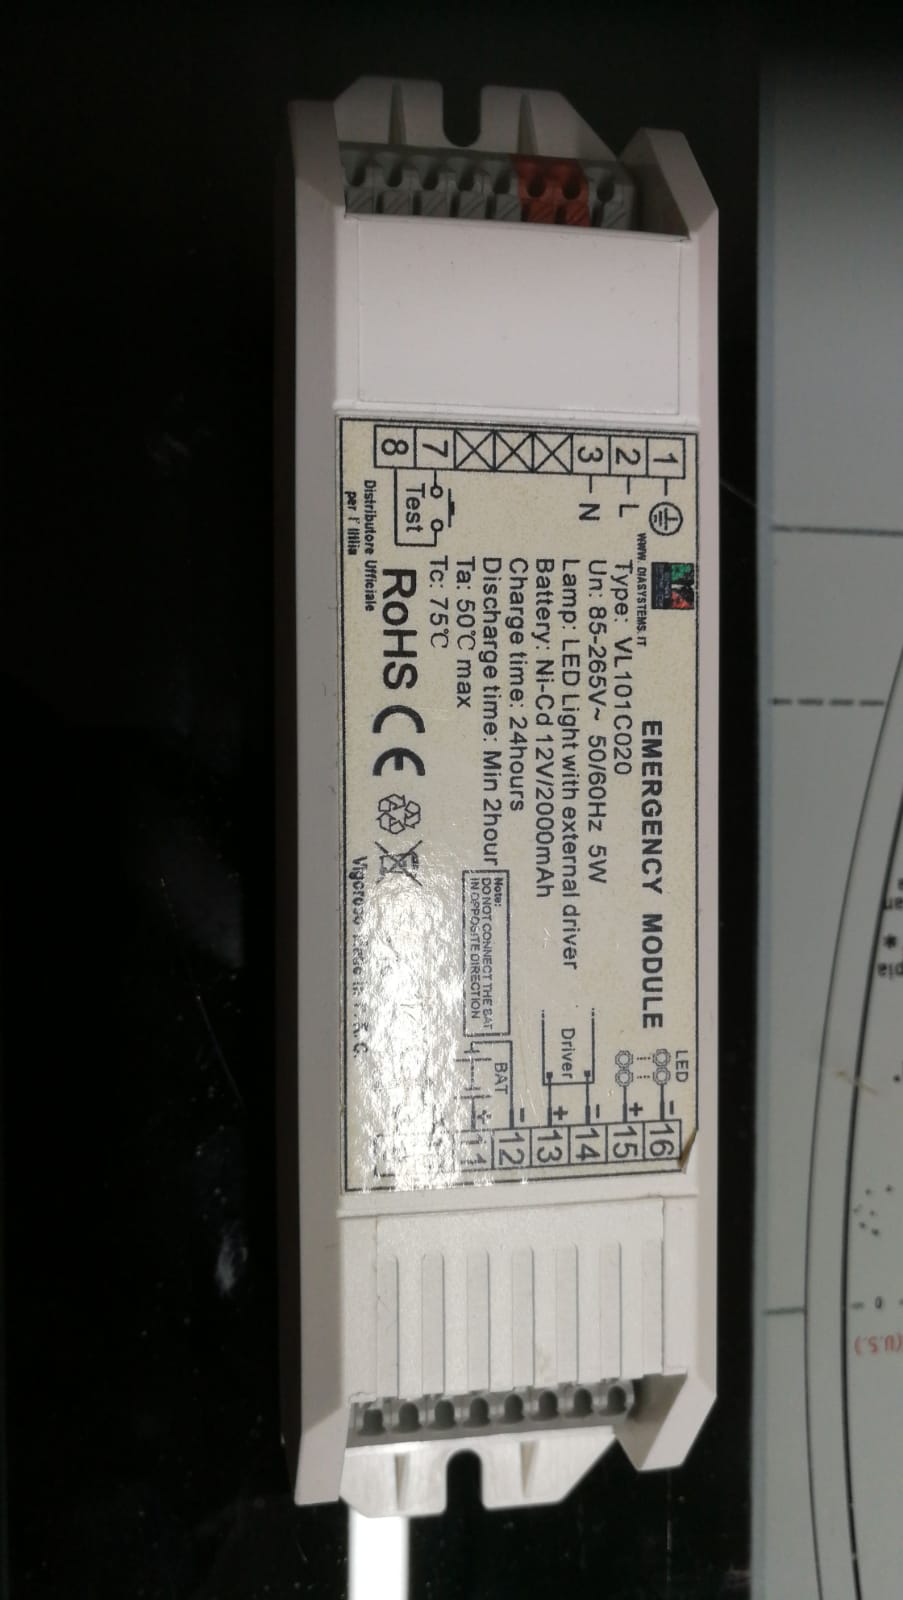 EMERGENCY MODULE
WWW.DIASYSTEMS.IT
Type: VL101C020
Un: 85-265V~ 50/60Hz 5W
Lamp: LED Light with external driver
Battery: Ni-Cd 12V/2000mAh
Charge time: 24hours
Discharge time: Min 2hour
Ta: 50℃ max
Tc: 75℃
RoHS CE
Distributore Ufficiale
per l' Itilia
1
2 L
3 N
7
8
Test
Note:
DO NOT CONNECT THE BAT
IN OPPOSITE DIRECTION
LED
- 16
+ 15
Driver
- 14
+ 13
BAT
- 12
+ 11
(U.S.)
0